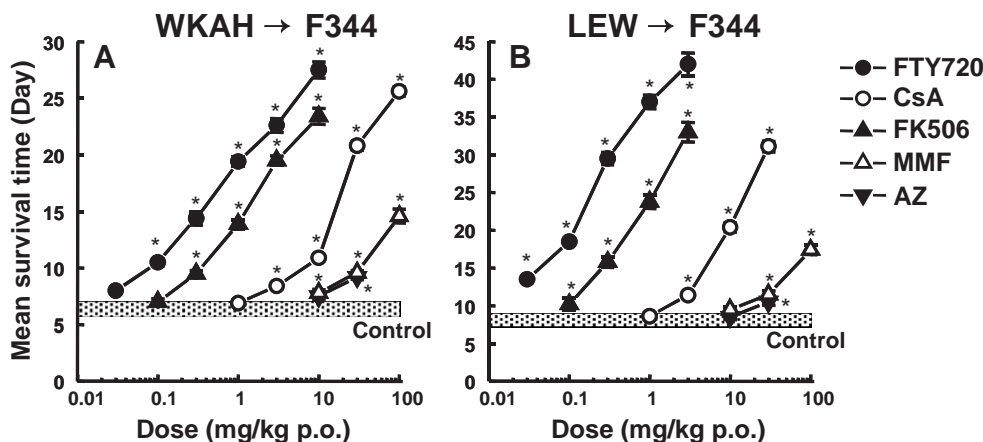 WKAH → F344
LEW → F344
A
B
Mean survival time (Day)
30
25
20
15
10
5
0
45
40
35
30
25
20
15
10
5
0
Control
Control
0.01 0.1 1 10 100
0.01 0.1 1 10 100
Dose (mg/kg p.o.)
Dose (mg/kg p.o.)
FTY720
CsA
FK506
MMF
AZ